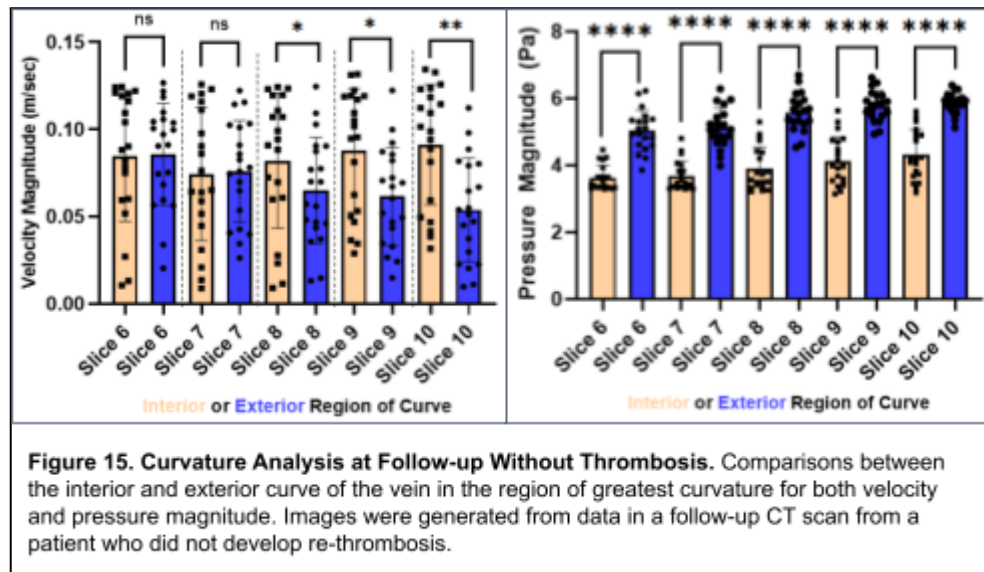 ns
ns
*
*
**
Velocity Magnitude (m/sec)
0.15
0.10
0.05
0.00
Slice 6
Slice 6
Slice 7
Slice 7
Slice 8
Slice 8
Slice 9
Slice 9
Slice 10
Slice 10
Interior or Exterior Region of Curve
****
****
****
****
****
Pressure Magnitude (Pa)
8
6
4
2
0
Slice 6
Slice 6
Slice 7
Slice 7
Slice 8
Slice 8
Slice 9
Slice 9
Slice 10
Slice 10
Interior or Exterior Region of Curve
Figure 15. Curvature Analysis at Follow-up Without Thrombosis. Comparisons between
the interior and exterior curve of the vein in the region of greatest curvature for both velocity
and pressure magnitude. Images were generated from data in a follow-up CT scan from a
patient who did not develop re-thrombosis.